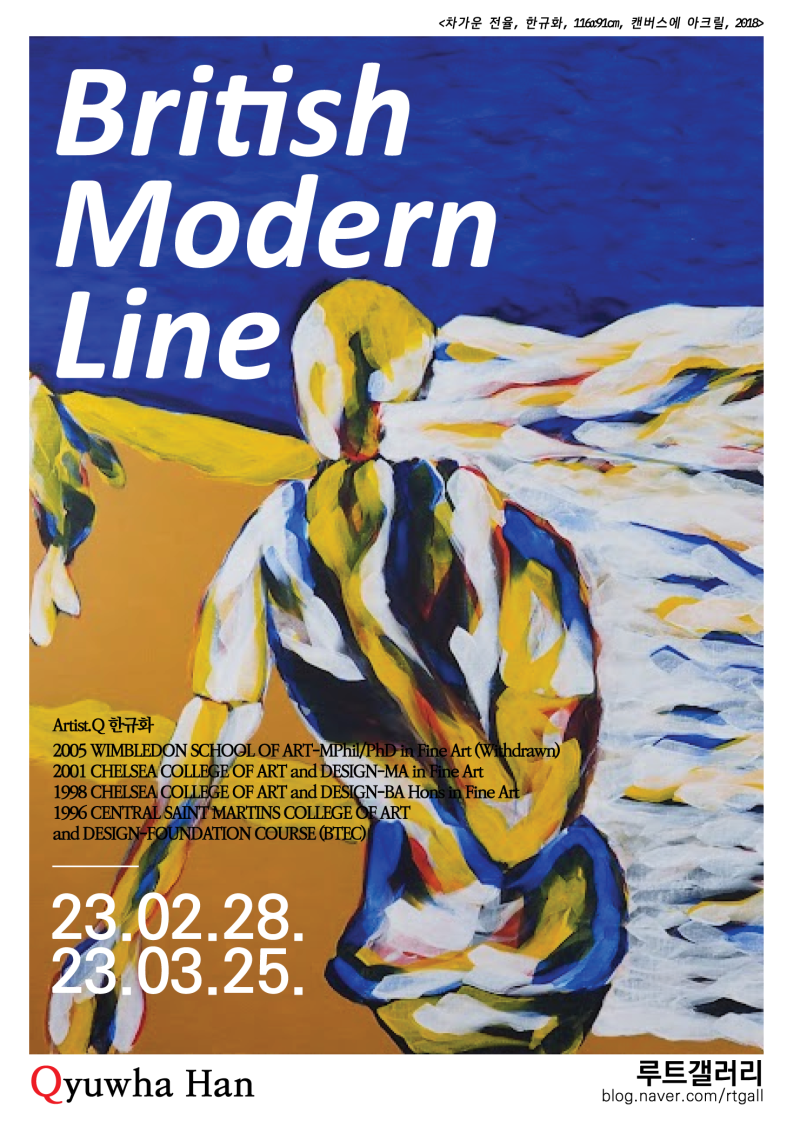 <차가운 전율, 한규화, 116x91cm, 캔버스에 아크릴, 2018>
British
Modern
Line
Artist.Q 한규화
2005 WIMBLEDON SCHOOL OF ART-MPhil/PhD in Fine Art (Withdrawn)
2001 CHELSEA COLLEGE OF ART and DESIGN-MA in Fine Art
1998 CHELSEA COLLEGE OF ART and DESIGN-BA Hons in Fine Art
1996 CENTRAL SAINT MARTINS COLLEGE OF ART
and DESIGN-FOUNDATION COURSE (BTEC)
23.02.28.
23.03.25.
Qyuwha Han
루트갤러리
blog.naver.com/rtgall